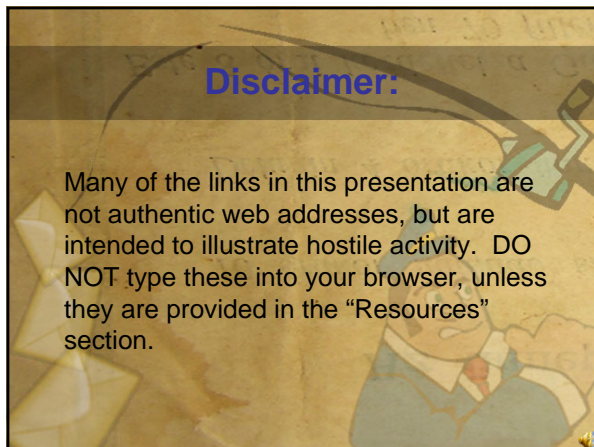 Disclaimer:
Many of the links in this presentation are
not authentic web addresses, but are
intended to illustrate hostile activity.  DO
NOT type these into your browser, unless
they are provided in the “Resources”
section.